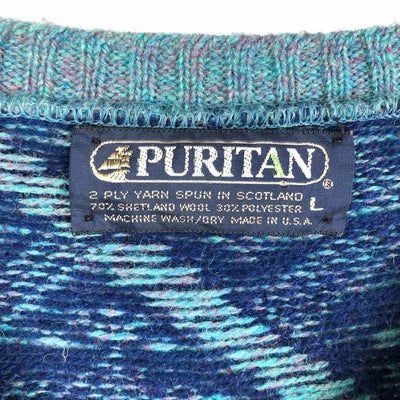 PURITAN ®
2 PLY YARN SPUN IN SCOTLAND
70% SHETLAND WOOL 30% POLYESTER L
MACHINE WASH/DRY MADE IN U.S.A.